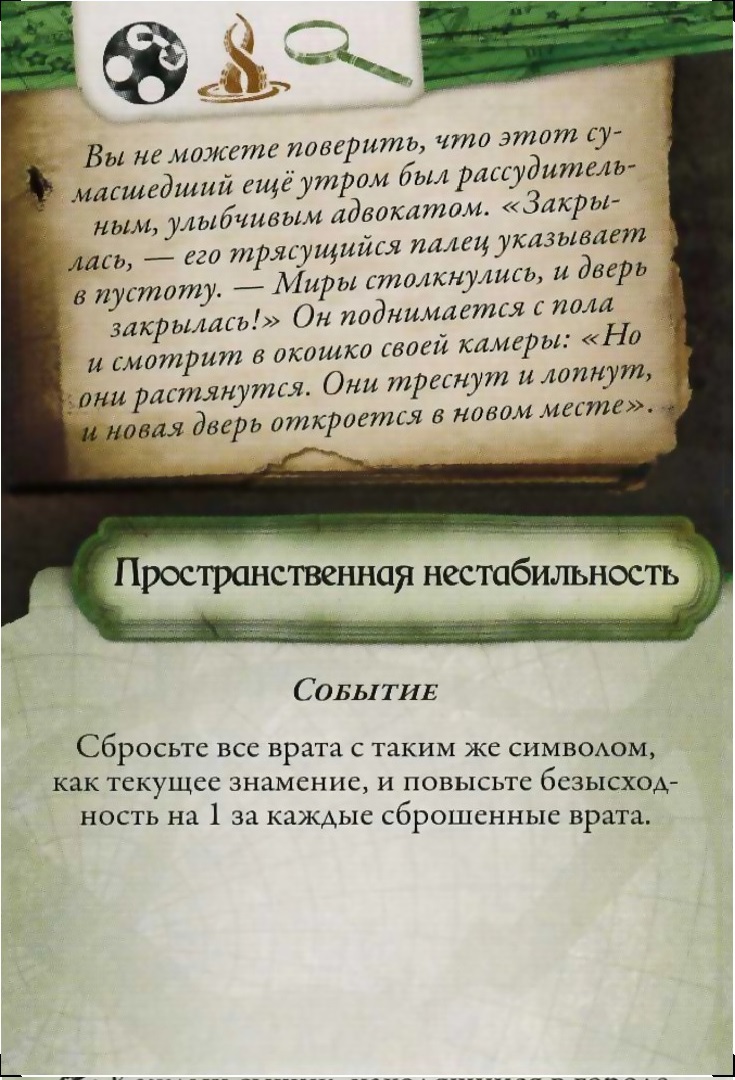 Вы не можете поверить, что этот су-
масшедший ещё утром был рассудитель-
ным, улыбчивым адвокатом. «Закры-
лась, — его трясущийся палец указывает
в пустоту. — Миры столкнулись, и дверь
закрылась!» Он поднимается с пола
и смотрит в окошко своей камеры: «Но
они растянутся. Они треснут и лопнут,
и новая дверь откроется в новом месте».
Пространственная нестабильность
Событие
Сбросьте все врата с таким же символом,
как текущее знамение, и повысьте безысход-
ность на 1 за каждые сброшенные врата.